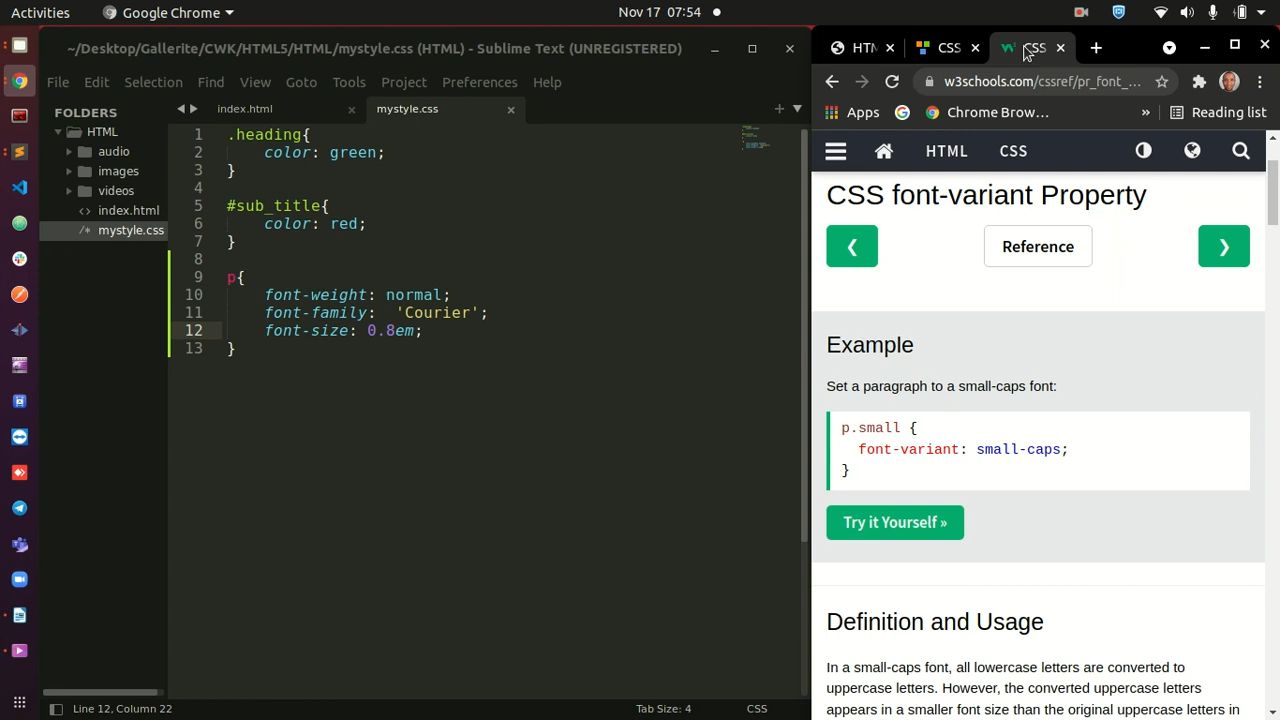 Activities
Google Chrome
Nov 17 07:54
~/Desktop/Gallerite/CWK/HTML5/HTML/mystyle.css (HTML) - Sublime Text (UNREGISTERED)
File Edit Selection Find View Goto Tools Project Preferences Help
FOLDERS
HTML
audio
images
videos
index.html
mystyle.css
index.html
mystyle.css
1 .heading{
2 color: green;
3 }
4
5 #sub_title{
6 color: red;
7 }
8
9 p{
10 font-weight: normal;
11 font-family: 'Courier';
12 font-size: 0.8em;
13 }
Line 12, Column 22
Tab Size: 4
CSS
HTM
CSS
CSS
w3schools.com/cssref/pr_font_...
Apps
Chrome Brow...
»
Reading list
HTML
CSS
CSS font-variant Property
❮
Reference
❯
Example
Set a paragraph to a small-caps font:
p.small {
font-variant: small-caps;
}
Try it Yourself »
Definition and Usage
In a small-caps font, all lowercase letters are converted to
uppercase letters. However, the converted uppercase letters
appears in a smaller font size than the original uppercase letters in